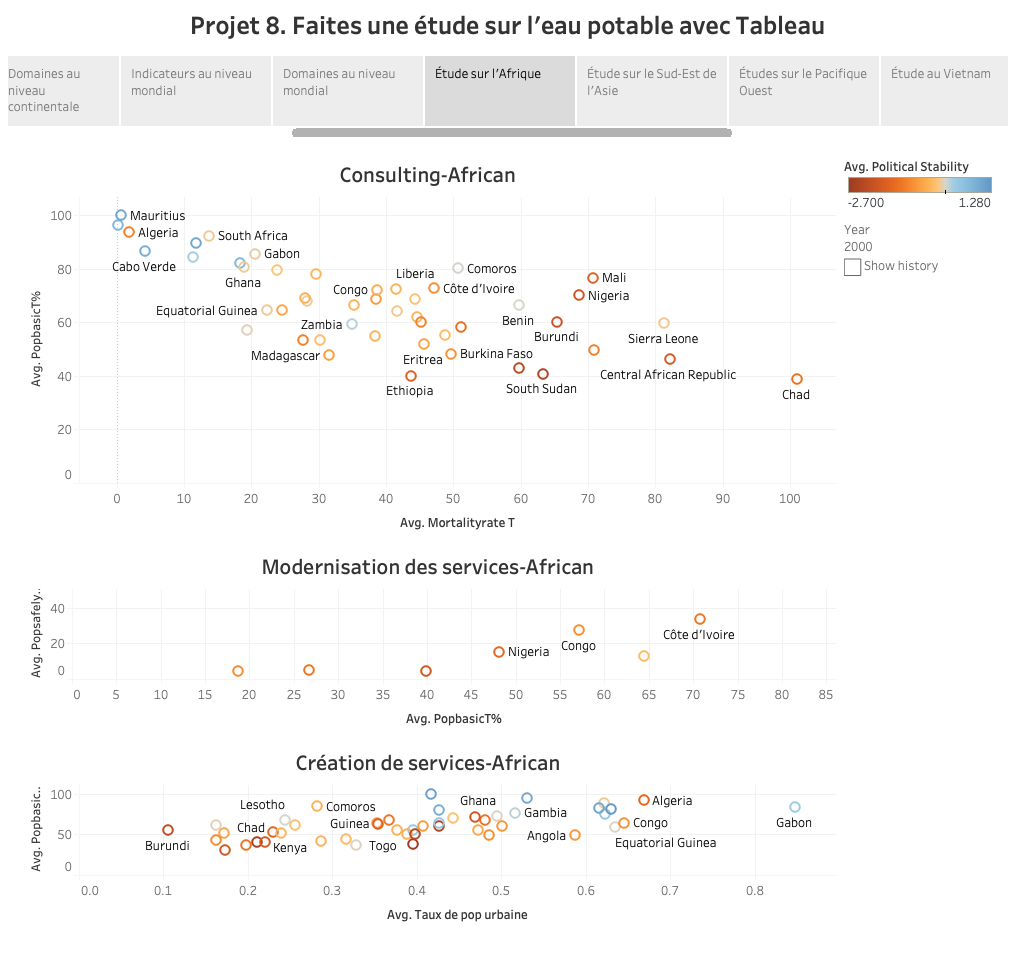 Projet 8. Faites une étude sur l'eau potable avec Tableau
Domaines au
niveau
continentale
Indicateurs au niveau
mondial
Domaines au niveau
mondial
Étude sur l'Afrique
Étude sur le Sud-Est de
l'Asie
Études sur le Pacifique
Ouest
Étude au Vietnam
Consulting-African
Avg. Political Stability
-2.700
1.280
Year
2000
Show history
Avg. PopbasicT%
100
80
60
40
20
0
Mauritius
Algeria
South Africa
Gabon
Cabo Verde
Ghana
Comoros
Liberia
Mali
Congo
Côte d'Ivoire
Nigeria
Equatorial Guinea
Zambia
Benin
Burundi
Sierra Leone
Madagascar
Eritrea
Burkina Faso
Ethiopia
South Sudan
Central African Republic
Chad
0
10
20
30
40
50
60
70
80
90
100
Avg. Mortalityrate T
Modernisation des services-African
Avg. Popsafely..
40
20
0
Nigeria
Congo
Côte d'Ivoire
0
5
10
15
20
25
30
35
40
45
50
55
60
65
70
75
80
85
Avg. PopbasicT%
Création de services-African
Avg. Popbasic..
100
50
0
Lesotho
Comoros
Ghana
Algeria
Chad
Guinea
Gambia
Congo
Gabon
Burundi
Kenya
Togo
Angola
Equatorial Guinea
0.0
0.1
0.2
0.3
0.4
0.5
0.6
0.7
0.8
Avg. Taux de pop urbaine